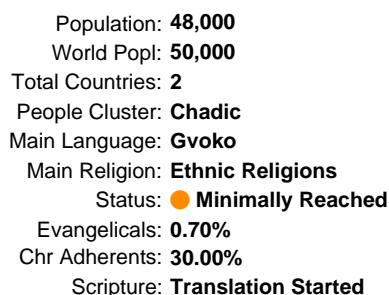 Population: 48,000
World Popl: 50,000
Total Countries: 2
People Cluster: Chadic
Main Language: Gvoko
Main Religion: Ethnic Religions
Status: Minimally Reached
Evangelicals: 0.70%
Chr Adherents: 30.00%
Scripture: Translation Started